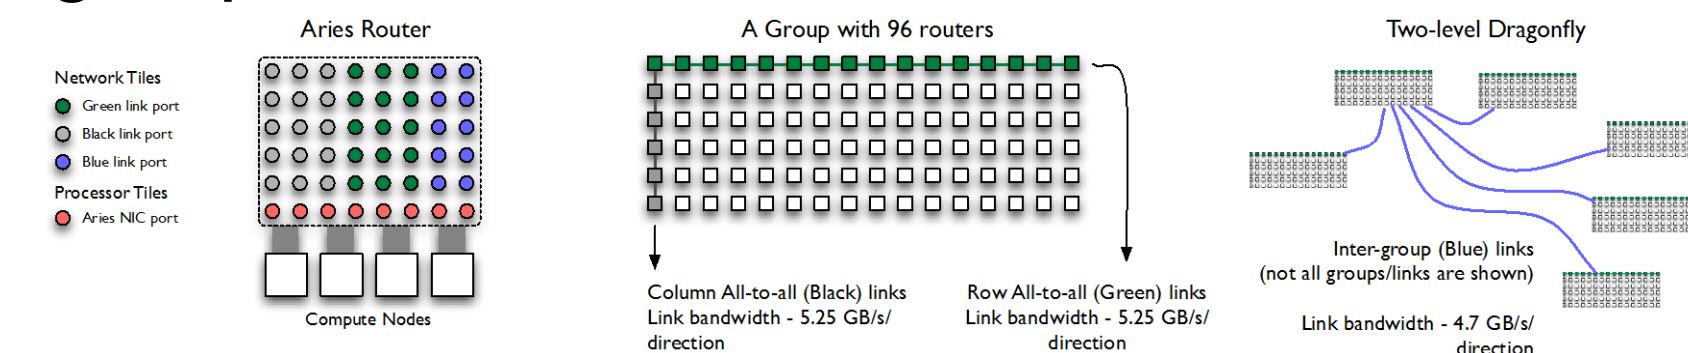 Aries Router
Network Tiles
Green link port
Black link port
Blue link port
Processor Tiles
Aries NIC port
Compute Nodes
A Group with 96 routers
Column All-to-all (Black) links
Link bandwidth - 5.25 GB/s/
direction
Row All-to-all (Green) links
Link bandwidth - 5.25 GB/s/
direction
Two-level Dragonfly
Inter-group (Blue) links
(not all groups/links are shown)
Link bandwidth - 4.7 GB/s/
direction